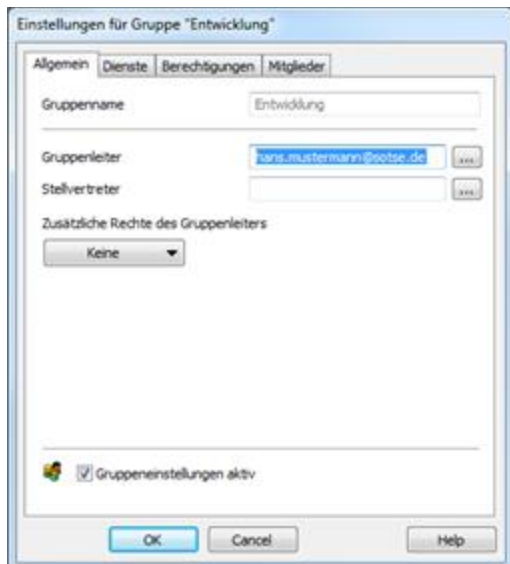 Einstellungen für Gruppe "Entwicklung"
Allgemein Dienste Berechtigungen Mitglieder
Gruppenname Entwicklung
Gruppenleiter hans.mustermann@sotse.de ...
Stellvertreter ...
Zusätzliche Rechte des Gruppenleiters
Keine
Gruppeneinstellungen aktiv
OK Cancel Help